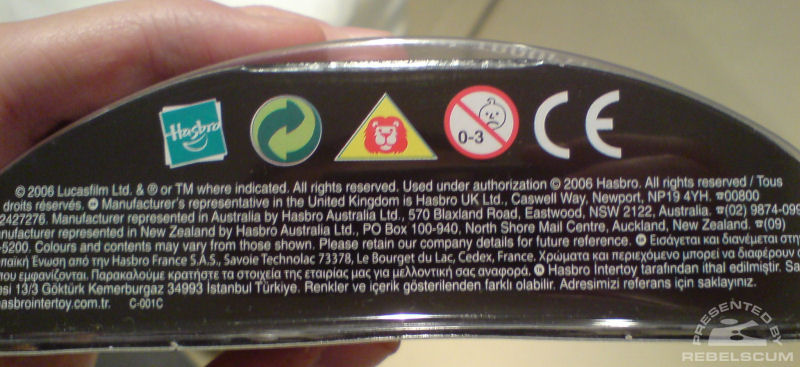 Hasbro
0-3
CE
© 2006 Lucasfilm Ltd. & ® or TM where indicated. All rights reserved. Used under authorization © 2006 Hasbro. All rights reserved / Tous
droits réservés. Manufacturer's representative in the United Kingdom is Hasbro UK Ltd., Caswell Way, Newport, NP19 4YH. ☎00800
2427276. Manufacturer represented in Australia by Hasbro Australia Ltd., 570 Blaxland Road, Eastwood, NSW 2122, Australia. ☎(02) 9874-099
nufacturer represented in New Zealand by Hasbro Australia Ltd., PO Box 100-940, North Shore Mail Centre, Auckland, New Zealand. ☎(09)
-5200. Colours and contents may vary from those shown. Please retain our company details for future reference. Εισάγεται και διανέμεται στην
παϊκή Ένωση από την Hasbro France S.A.S., Savoie Technolac 73378, Le Bourget du Lac, Cedex, France. Χρώματα και περιεχόμενο μπορεί να διαφέρουν α
που εμφανίζονται. Παρακαλούμε κρατήστε τα στοιχεία της εταιρίας μας για μελλοντική σας αναφορά. Hasbro Intertoy tarafından ithal edilmiştir. Sa
esi 13/3 Göktürk Kemerburgaz 34993 İstanbul Türkiye. Renkler ve içerik gösterilenden farklı olabilir. Adresimizi referans için saklayınız.
hasbrointertoy.com.tr. C-001C
PRESENTED BY
REBELSCUM